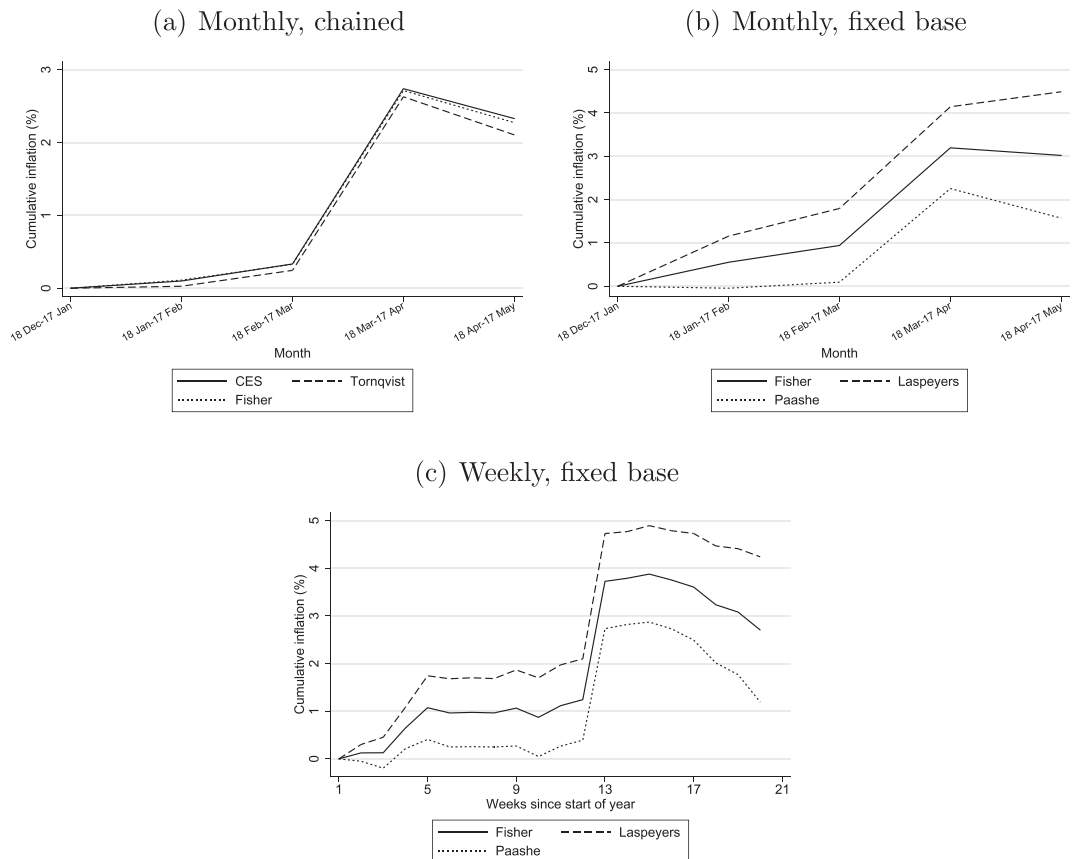 (a) Monthly, chained
Cumulative inflation (%)
3
2
1
0
18 Dec-17 Jan
18 Jan-17 Feb
18 Feb-17 Mar
18 Mar-17 Apr
18 Apr-17 May
Month
CES
Tornqvist
Fisher
(b) Monthly, fixed base
Cumulative inflation (%)
5
4
3
2
1
0
18 Dec-17 Jan
18 Jan-17 Feb
18 Feb-17 Mar
18 Mar-17 Apr
18 Apr-17 May
Month
Fisher
Laspeyers
Paashe
(c) Weekly, fixed base
Cumulative inflation (%)
5
4
3
2
1
0
1 5 9 13 17 21
Weeks since start of year
Fisher
Laspeyers
Paashe